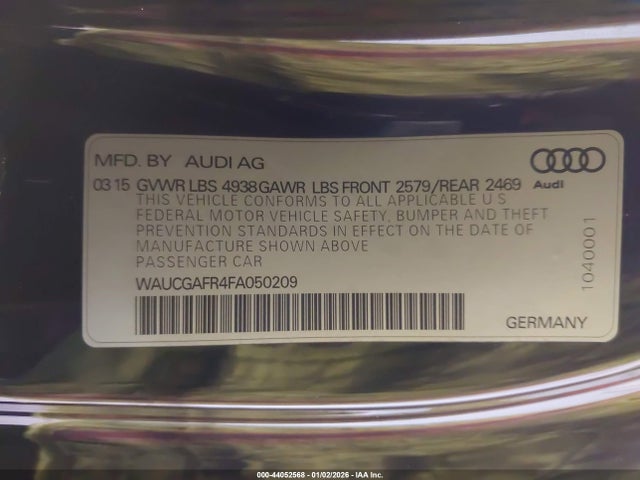 MFD. BY AUDI AG
03 15 GVWR LBS 4938 GAWR LBS FRONT 2579/REAR 2469
Audi
THIS VEHICLE CONFORMS TO ALL APPLICABLE U S
FEDERAL MOTOR VEHICLE SAFETY, BUMPER AND THEFT
PREVENTION STANDARDS IN EFFECT ON THE DATE OF
MANUFACTURE SHOWN ABOVE
PASSENGER CAR
WAUCGAFR4FA050209
1040001
GERMANY
000-44052568 - 01/02/2026 - IAA Inc.